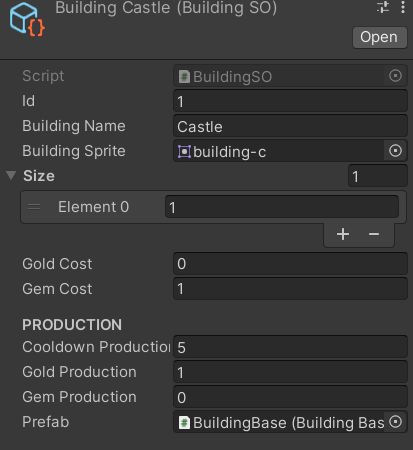 Building Castle (Building SO)
Open
Script BuildingSO
Id 1
Building Name Castle
Building Sprite building-c
Size 1
Element 0 1
Gold Cost 0
Gem Cost 1
PRODUCTION
Cooldown Production 5
Gold Production 1
Gem Production 0
Prefab BuildingBase (Building Bas